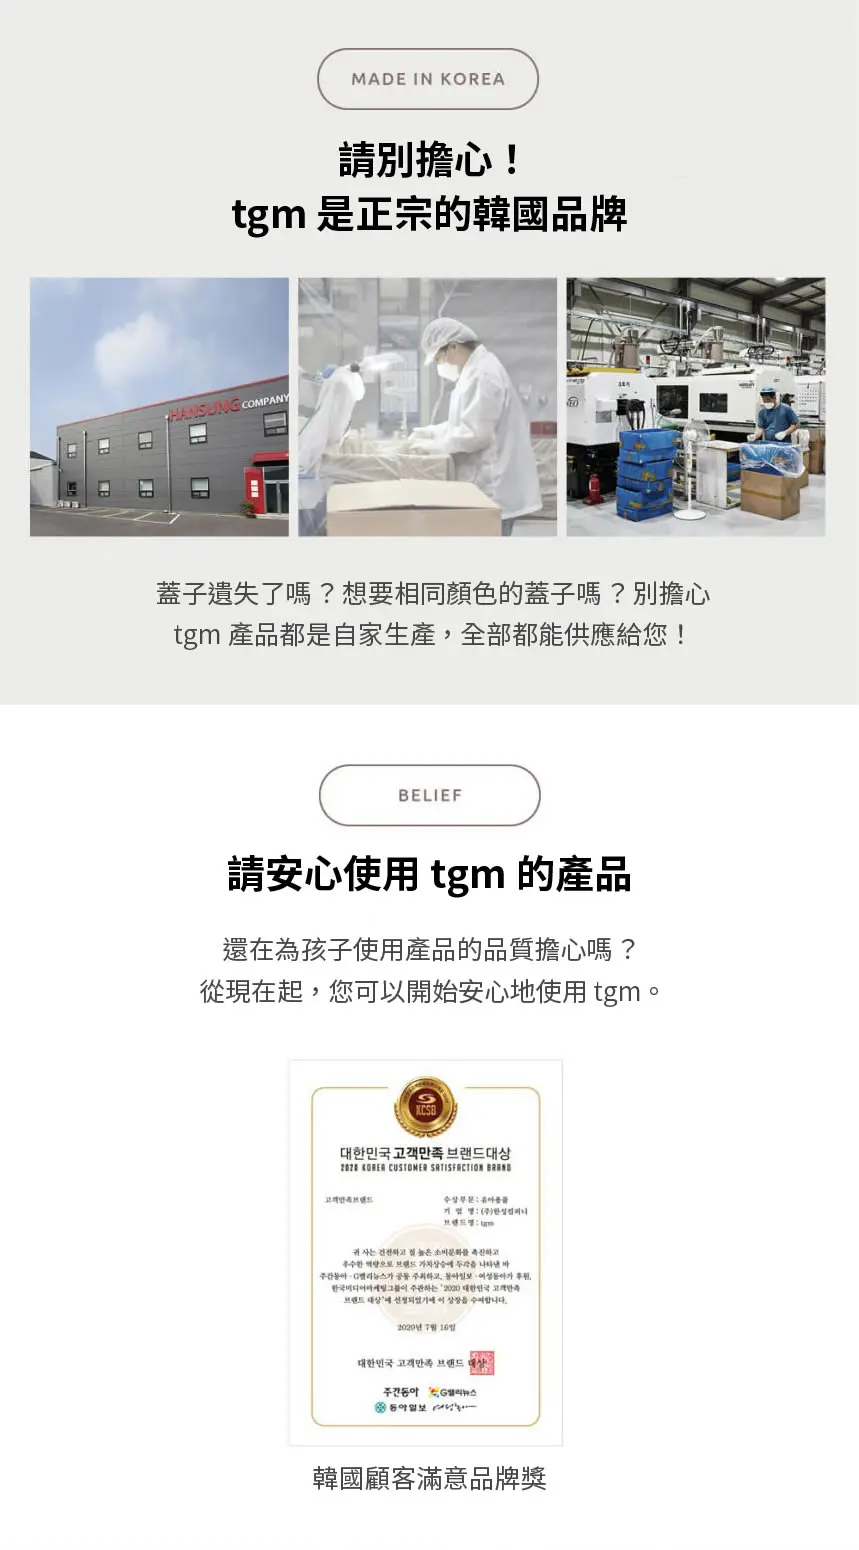 MADE IN KOREA
請別擔心！
tgm 是正宗的韓國品牌
HANSUNG COMPANY
蓋子遺失了嗎？想要相同顏色的蓋子嗎？別擔心
tgm 產品都是自家生產，全部都能供應給您！
BELIEF
請安心使用 tgm 的產品
還在為孩子使用產品的品質擔心嗎？
從現在起，您可以開始安心地使用 tgm。
KCSB
대한민국 고객만족 브랜드대상
2020 KOREA CUSTOMER SATISFACTION BRAND
고객만족브랜드
수상부문: 유아용품
기 업 명: (주)한성컴퍼니
브랜드명: tgm
귀 사는 건전하고 질 높은 소비문화를 촉진하고
우수한 역량으로 브랜드 가치상승에 두각을 나타낸 바
주간동아 · G밸리뉴스가 공동 주최하고, 동아일보 · 여성동아가 후원,
한국미디어마케팅그룹이 주관하는 "2020 대한민국 고객만족
브랜드 대상"에 선정되었기에 이 상장을 수여합니다.
2020년 7월 16일
대한민국 고객만족 브랜드 대상
주간동아 G밸리뉴스
동아일보 여성동아
韓國顧客滿意品牌獎